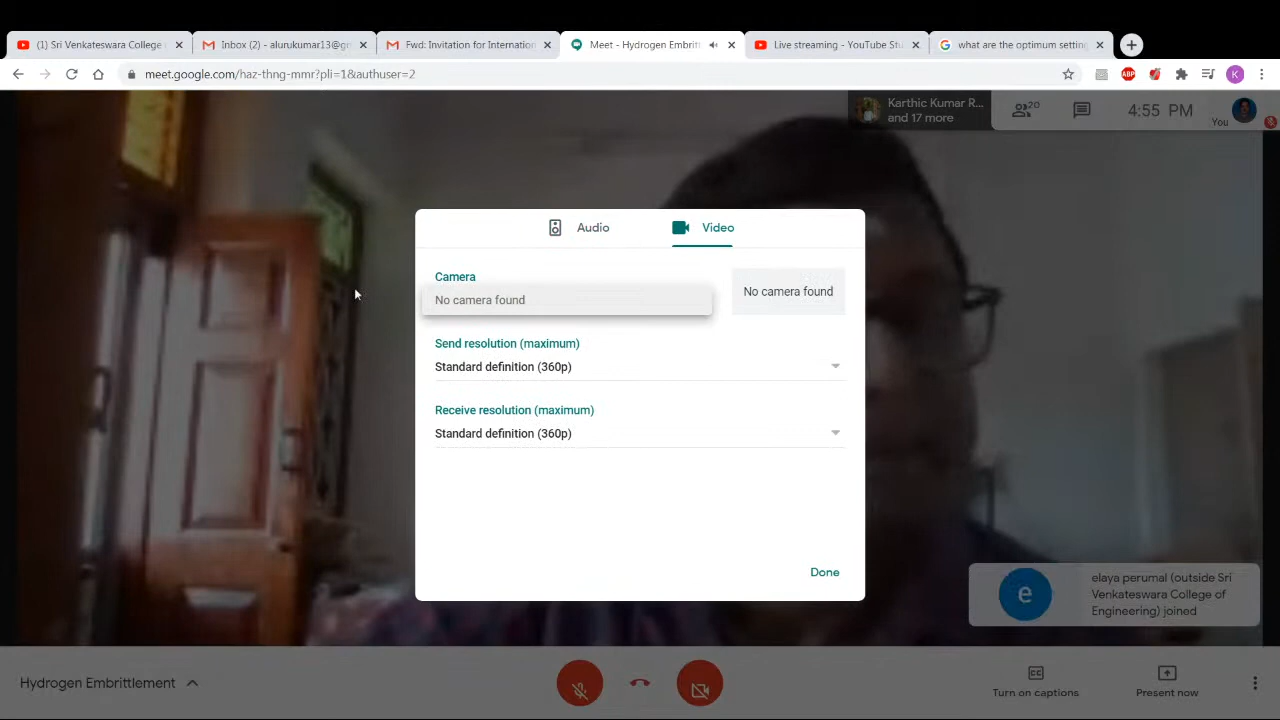 (1) Sri Venkateswara College
Inbox (2) - alurukumar13@gm
Fwd: Invitation for Internatio
Meet - Hydrogen Embritt
Live streaming - YouTube Stu
what are the optimum setting
meet.google.com/haz-thng-mmr?pli=1&authuser=2
ABP
K
Karthic Kumar R...
and 17 more
20
4:55 PM
You
Audio
Video
Camera
No camera found
No camera found
Send resolution (maximum)
Standard definition (360p)
Receive resolution (maximum)
Standard definition (360p)
Done
e
elaya perumal (outside Sri
Venkateswara College of
Engineering) joined
Hydrogen Embrittlement
Turn on captions
Present now